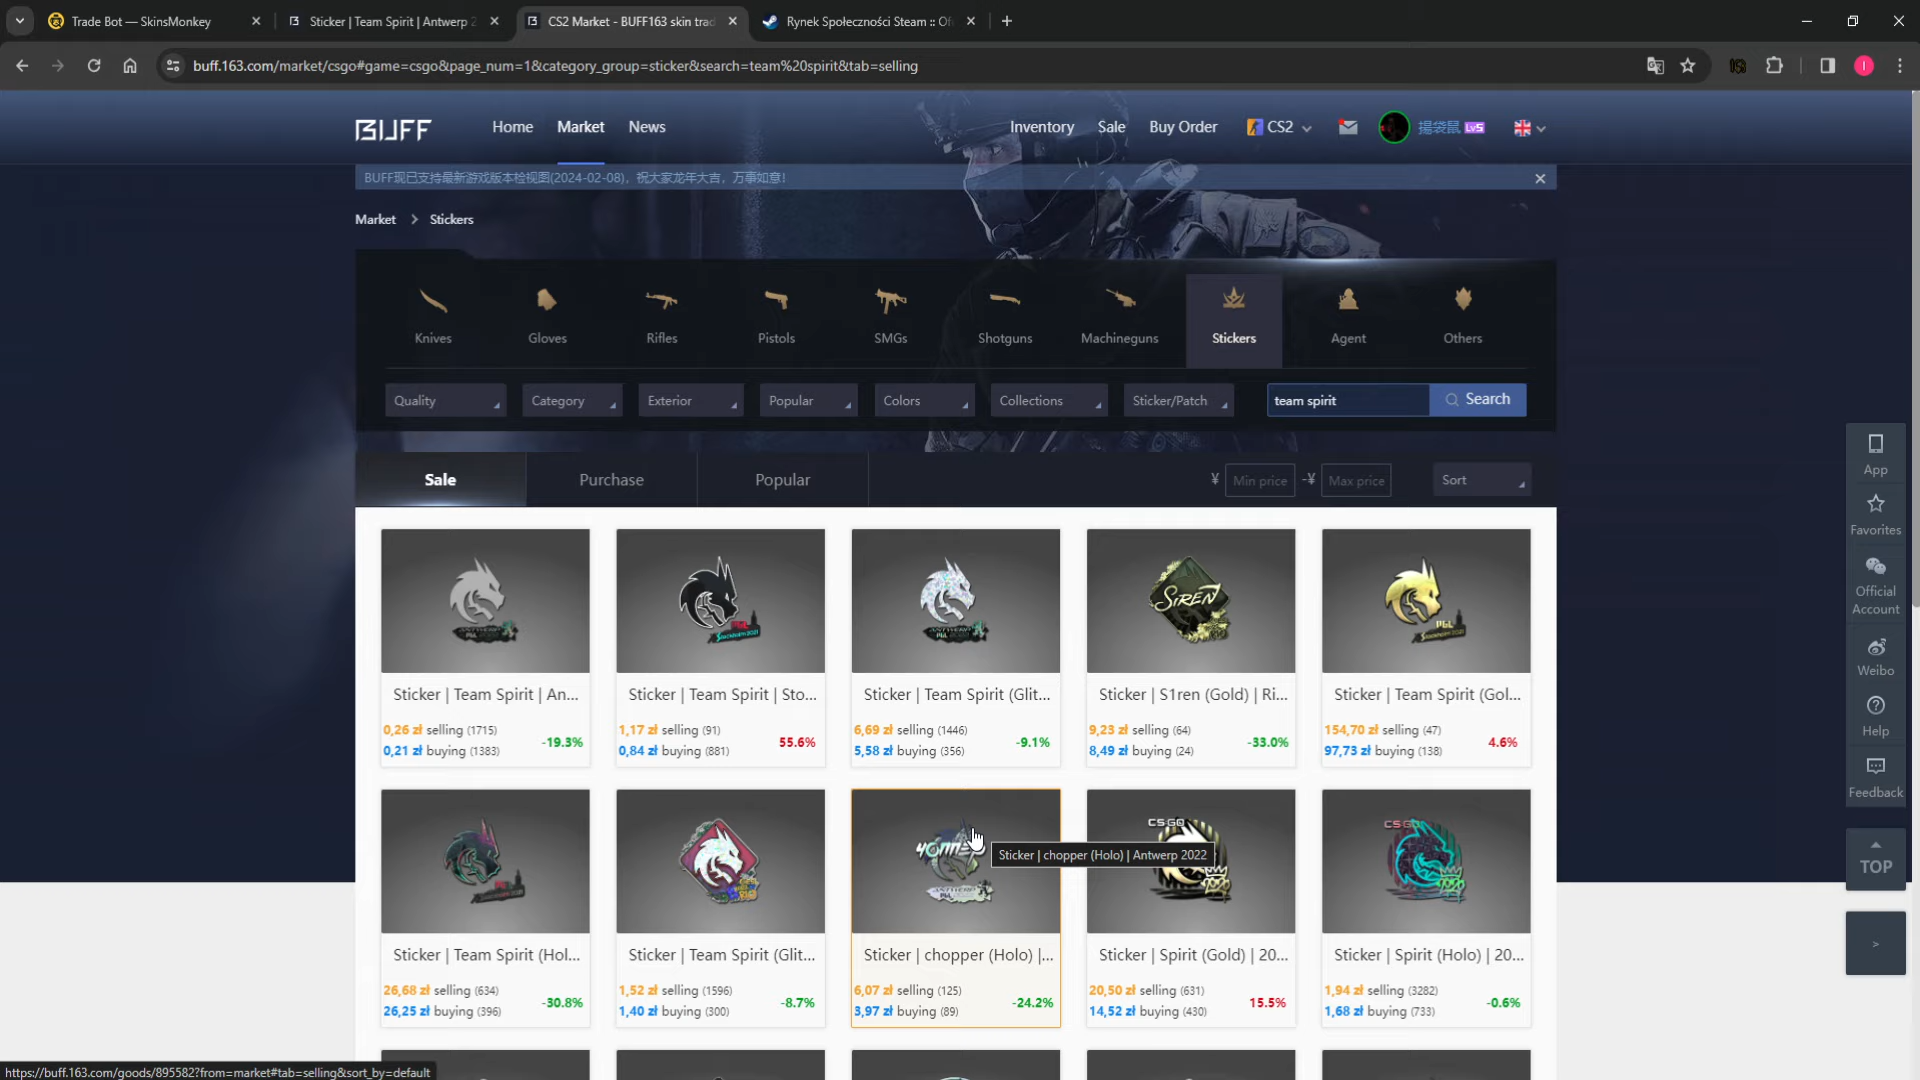 Trade Bot — SkinsMonkey
Sticker | Team Spirit | Antwerp 2
CS2 Market - BUFF163 skin trad
Rynek Społeczności Steam :: Of
buff.163.com/market/csgo#game=csgo&page_num=1&category_group=sticker&search=team%20spirit&tab=selling
BUFF
Home
Market
News
Inventory
Sale
Buy Order
CS2
Lv5
BUFF现已支持最新游戏版本检视图(2024-02-08)，祝大家龙年大吉，万事如意!
Market > Stickers
Knives
Gloves
Rifles
Pistols
SMGs
Shotguns
Machineguns
Stickers
Agent
Others
Quality
Category
Exterior
Popular
Colors
Collections
Sticker/Patch
team spirit
Search
Sale
Purchase
Popular
¥ Min price -¥ Max price
Sort
App
Favorites
Official
Account
Weibo
Help
Feedback
TOP
>
Sticker | Team Spirit | An...
0,26 zł selling (1715)
0,21 zł buying (1383)
-19.3%
Sticker | Team Spirit | Sto...
1,17 zł selling (91)
0,84 zł buying (881)
55.6%
Sticker | Team Spirit (Glit...
6,69 zł selling (1446)
5,58 zł buying (356)
-9.1%
SIREN
Sticker | S1ren (Gold) | Ri...
9,23 zł selling (64)
8,49 zł buying (24)
-33.0%
Sticker | Team Spirit (Gol...
154,70 zł selling (47)
97,73 zł buying (138)
4.6%
Sticker | Team Spirit (Hol...
26,68 zł selling (634)
26,25 zł buying (396)
-30.8%
Sticker | Team Spirit (Glit...
1,52 zł selling (1596)
1,40 zł buying (300)
-8.7%
Sticker | chopper (Holo) | Antwerp 2022
Sticker | chopper (Holo) |...
6,07 zł selling (125)
3,97 zł buying (89)
-24.2%
CS:GO
Sticker | Spirit (Gold) | 20...
20,50 zł selling (631)
14,52 zł buying (430)
15.5%
CS:GO
Sticker | Spirit (Holo) | 20...
1,94 zł selling (3282)
1,68 zł buying (733)
-0.6%
https://buff.163.com/goods/895582?from=market#tab=selling&sort_by=default